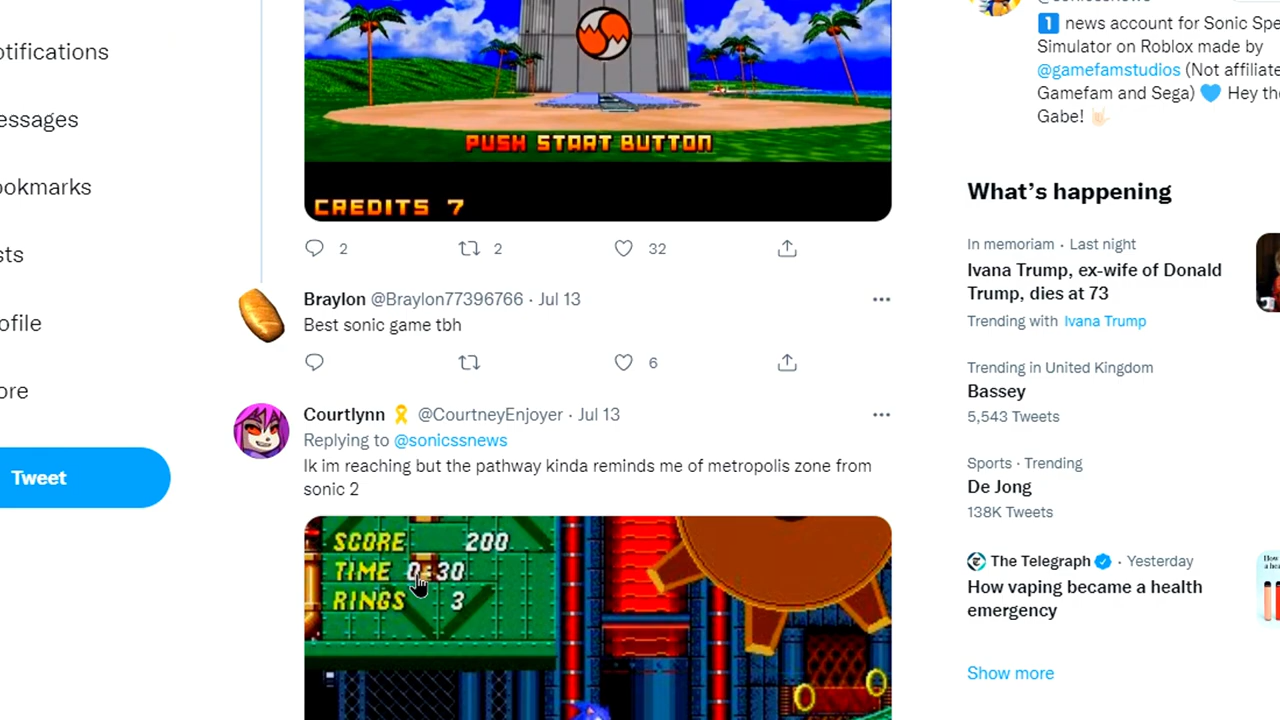 otifications
essages
ookmarks
sts
ofile
ore
Tweet
PUSH START BUTTON
CREDITS 7
2 2 32
Braylon @Braylon77396766 · Jul 13
Best sonic game tbh
6
Courtlynn 🎗 @CourtneyEnjoyer · Jul 13
Replying to @sonicssnews
Ik im reaching but the pathway kinda reminds me of metropolis zone from
sonic 2
SCORE 200
TIME 0:30
RINGS 3
@sonicssnews
1 news account for Sonic Spe
Simulator on Roblox made by
@gamefamstudios (Not affiliate
Gamefam and Sega) 💙 Hey the
Gabe! 🤟🏻
What's happening
In memoriam · Last night
Ivana Trump, ex-wife of Donald
Trump, dies at 73
Trending with Ivana Trump
Trending in United Kingdom
Bassey
5,543 Tweets
Sports · Trending
De Jong
138K Tweets
The Telegraph · Yesterday
How vaping became a health
emergency
Show more